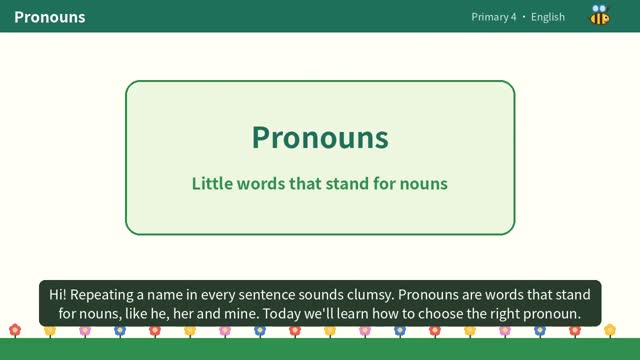 Pronouns
Primary 4 • English
Pronouns
Little words that stand for nouns
Hi! Repeating a name in every sentence sounds clumsy. Pronouns are words that stand
for nouns, like he, her and mine. Today we'll learn how to choose the right pronoun.